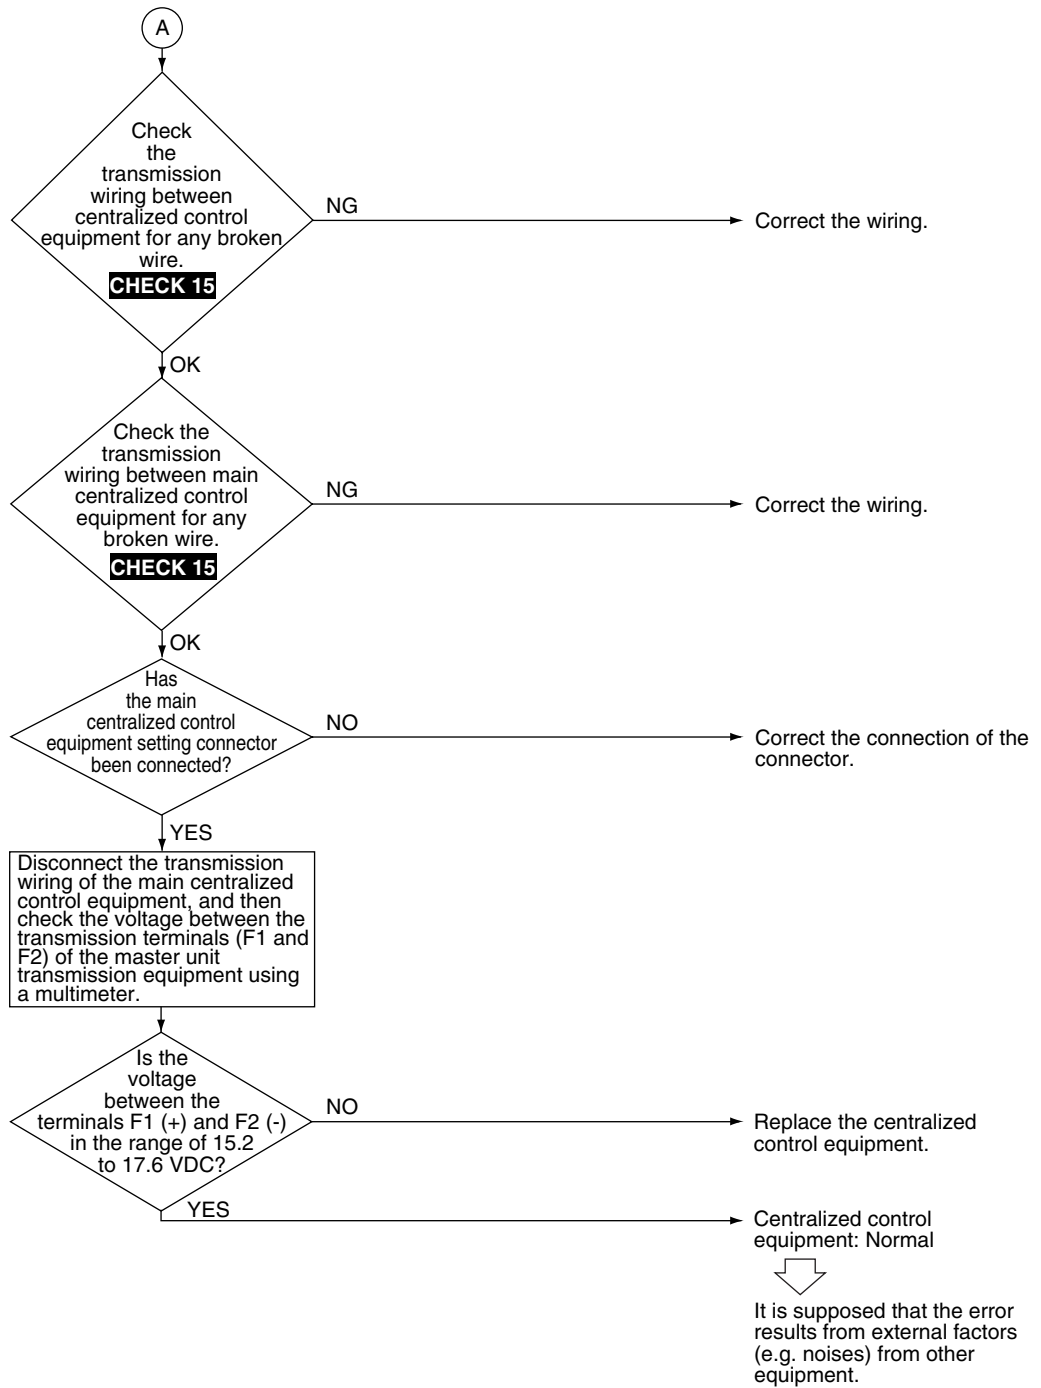 A
Check
the
transmission
wiring between
centralized control
equipment for any broken
wire.
CHECK 15
NG
Correct the wiring.
OK
Check the
transmission
wiring between main
centralized control
equipment for any
broken wire.
CHECK 15
NG
Correct the wiring.
OK
Has
the main
centralized control
equipment setting connector
been connected?
NO
Correct the connection of the
connector.
YES
Disconnect the transmission
wiring of the main centralized
control equipment, and then
check the voltage between the
transmission terminals (F1 and
F2) of the master unit
transmission equipment using
a multimeter.
Is the
voltage
between the
terminals F1 (+) and F2 (-)
in the range of 15.2
to 17.6 VDC?
NO
Replace the centralized
control equipment.
YES
Centralized control
equipment: Normal
It is supposed that the error
results from external factors
(e.g. noises) from other
equipment.